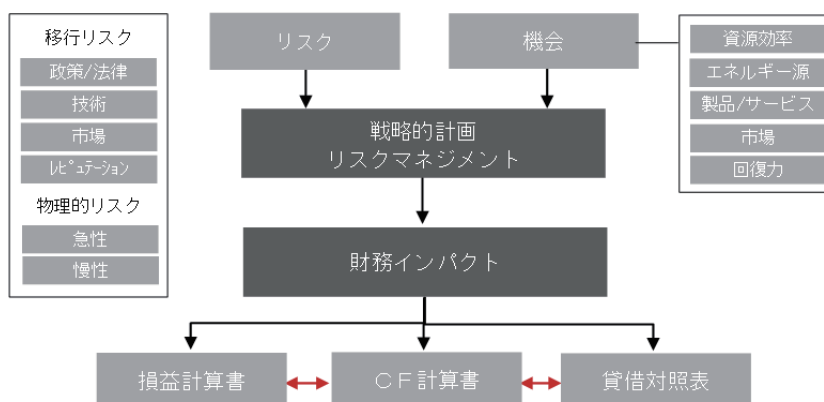 移行リスク
政策/法律
技術
市場
ﾚﾋﾟｭﾃｰｼｮﾝ
物理的リスク
急性
慢性
リスク
機会
戦略的計画
リスクマネジメント
財務インパクト
損益計算書
ＣＦ計算書
貸借対照表
資源効率
エネルギー源
製品/サービス
市場
回復力